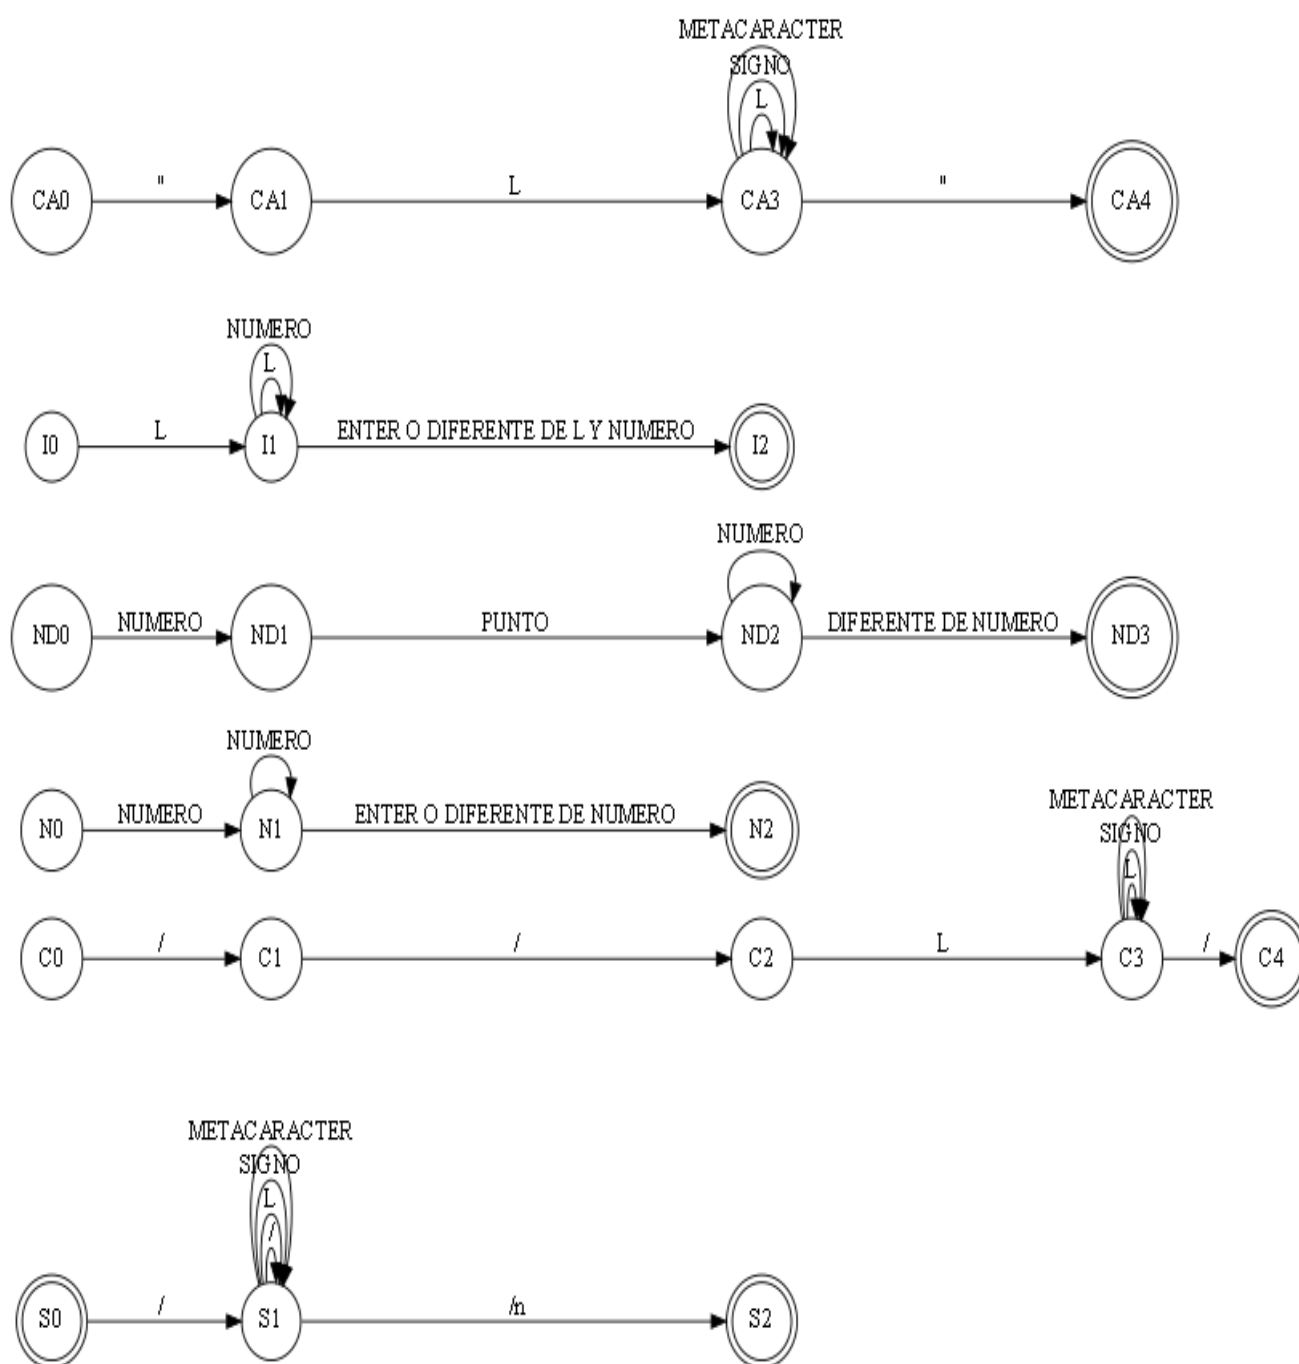 METACARACTER
SIGNO
L
CA0 " CA1 L CA3 " CA4
NUMERO
L
I0 L I1 ENTER O DIFERENTE DE L Y NUMERO I2
NUMERO
ND0 NUMERO ND1 PUNTO ND2 DIFERENTE DE NUMERO ND3
NUMERO
N0 NUMERO N1 ENTER O DIFERENTE DE NUMERO N2
METACARACTER
SIGNO
L
C0 / C1 / C2 L C3 / C4
METACARACTER
SIGNO
L
/
S0 / S1 /n S2